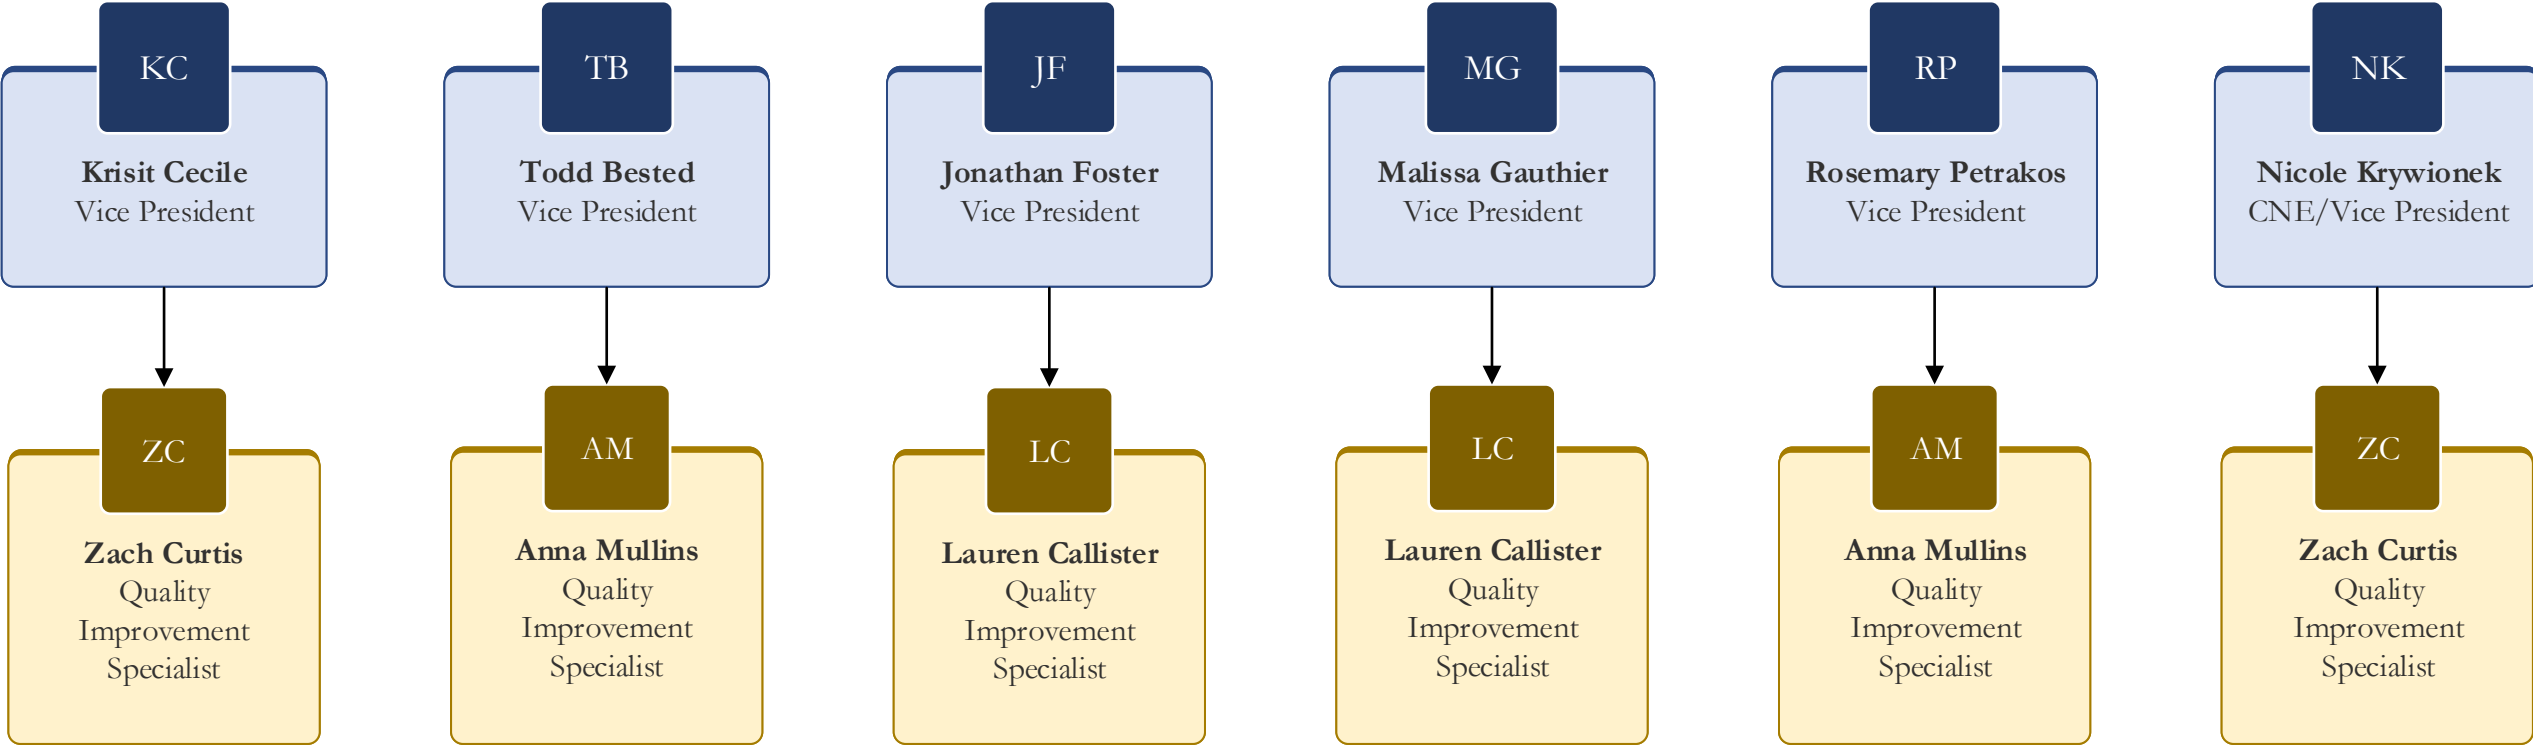 KC
Krisit Cecile
Vice President
TB
Todd Bested
Vice President
JF
Jonathan Foster
Vice President
MG
Malissa Gauthier
Vice President
RP
Rosemary Petrakos
Vice President
NK
Nicole Krywionek
CNE/Vice President
ZC
Zach Curtis
Quality
Improvement
Specialist
AM
Anna Mullins
Quality
Improvement
Specialist
LC
Lauren Callister
Quality
Improvement
Specialist
LC
Lauren Callister
Quality
Improvement
Specialist
AM
Anna Mullins
Quality
Improvement
Specialist
ZC
Zach Curtis
Quality
Improvement
Specialist